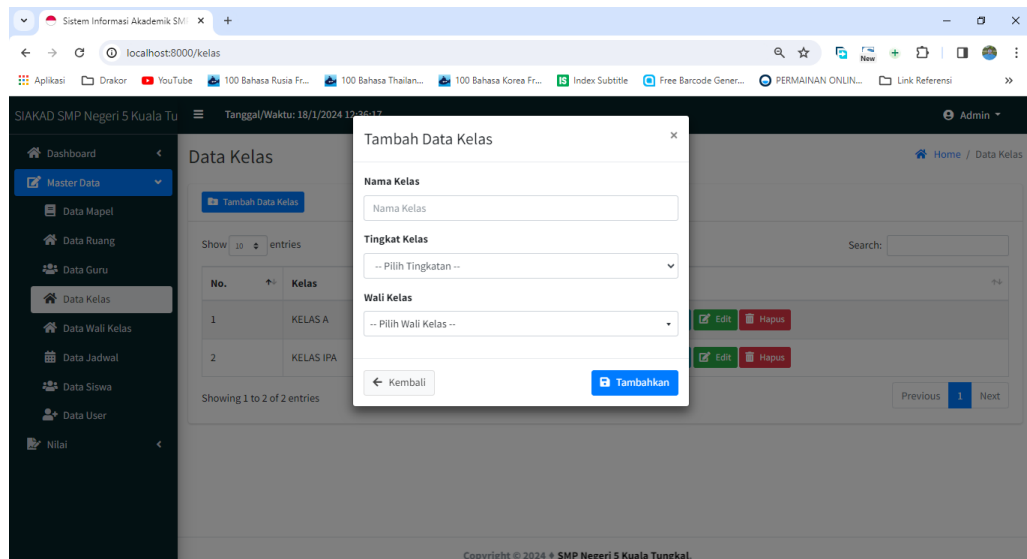 Sistem Informasi Akademik SM
localhost:8000/kelas
New
Aplikasi Drakor YouTube 100 Bahasa Rusia Fr... 100 Bahasa Thailan... 100 Bahasa Korea Fr... IS Index Subtitle Free Barcode Gener... PERMAINAN ONLIN... Link Referensi
SIAKAD SMP Negeri 5 Kuala Tu
Tanggal/Waktu: 18/1/2024 12:36:17
Admin
Dashboard
Master Data
Data Mapel
Data Ruang
Data Guru
Data Kelas
Data Wali Kelas
Data Jadwal
Data Siswa
Data User
Nilai
Data Kelas
Home / Data Kelas
Tambah Data Kelas
Show 10 entries
Search:
No. Kelas
1 KELAS A Edit Hapus
2 KELAS IPA Edit Hapus
Showing 1 to 2 of 2 entries
Previous 1 Next
Tambah Data Kelas ×
Nama Kelas
Nama Kelas
Tingkat Kelas
-- Pilih Tingkatan --
Wali Kelas
-- Pilih Wali Kelas --
Kembali
Tambahkan
Copyright © 2024 SMP Negeri 5 Kuala Tungkal.